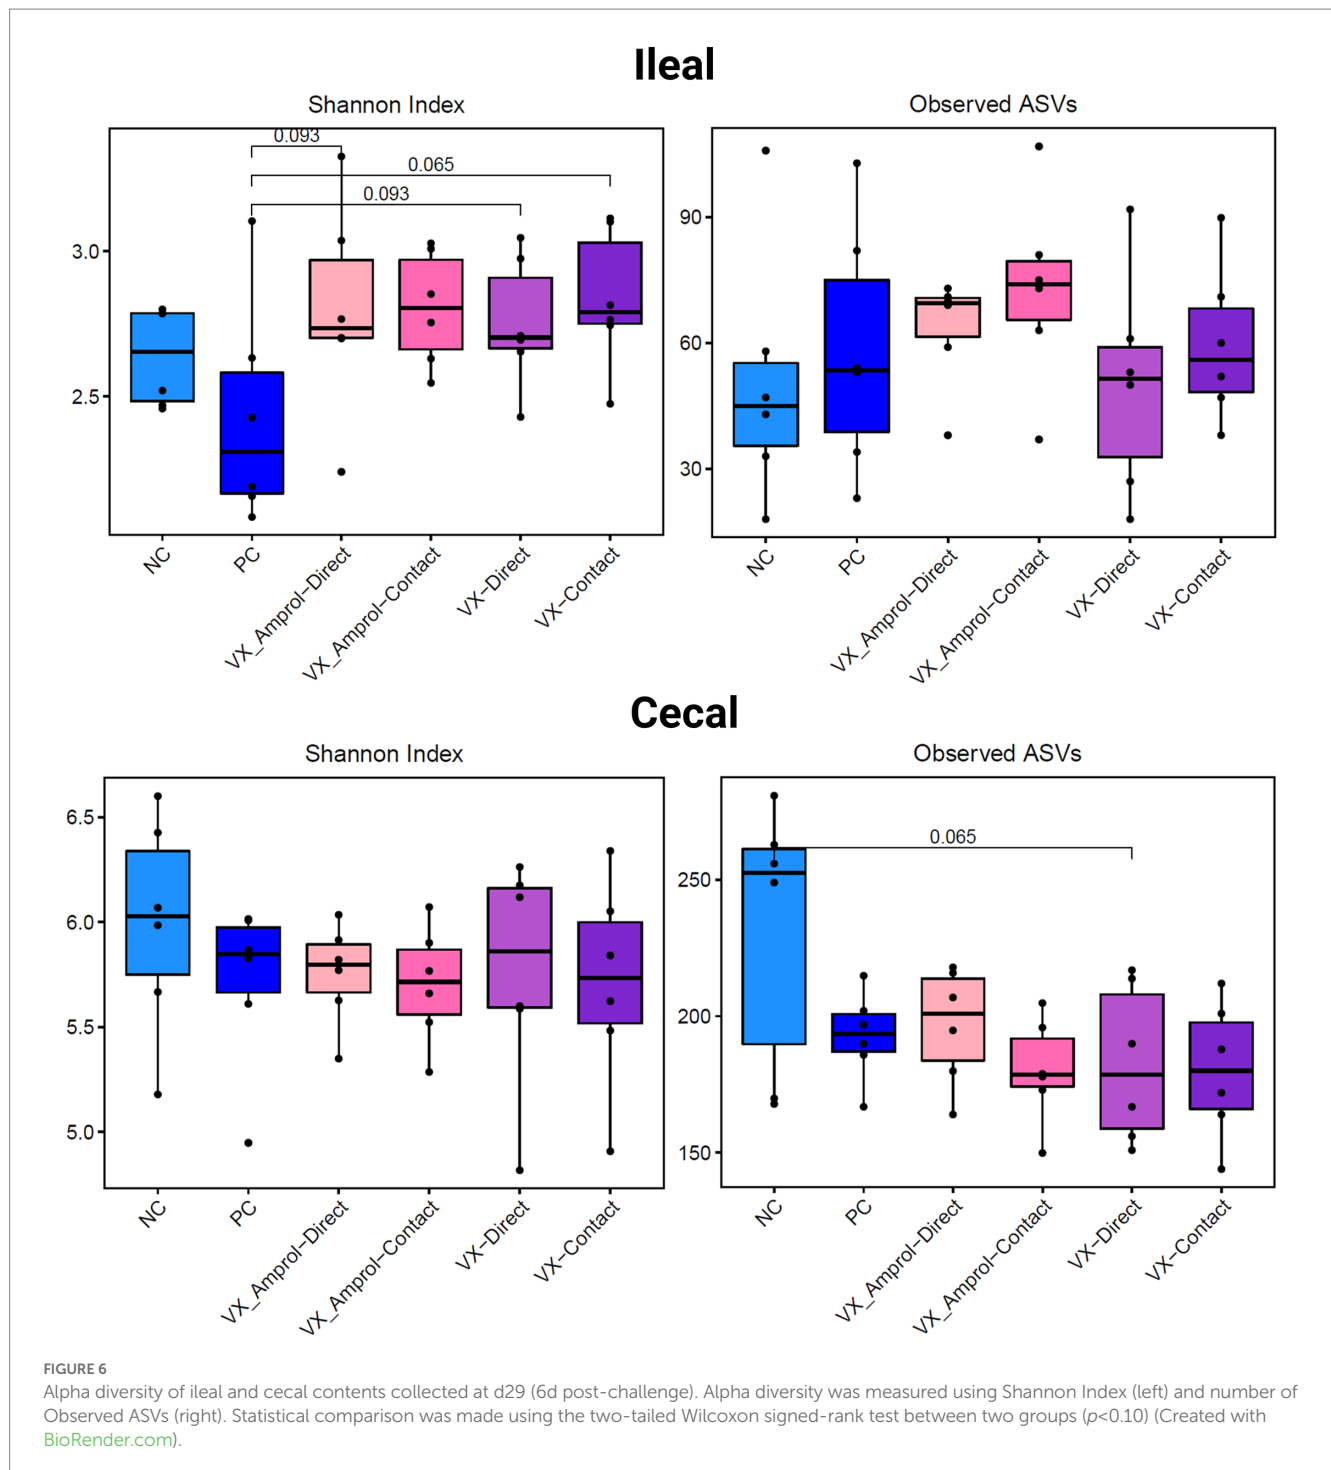 Ileal
Shannon Index
0.093
0.065
0.093
3.0
2.5
NC
PC
VX_Amprol−Direct
VX_Amprol−Contact
VX−Direct
VX−Contact
Observed ASVs
90
60
30
NC
PC
VX_Amprol−Direct
VX_Amprol−Contact
VX−Direct
VX−Contact
Cecal
Shannon Index
6.5
6.0
5.5
5.0
NC
PC
VX_Amprol−Direct
VX_Amprol−Contact
VX−Direct
VX−Contact
Observed ASVs
0.065
250
200
150
NC
PC
VX_Amprol−Direct
VX_Amprol−Contact
VX−Direct
VX−Contact
FIGURE 6
Alpha diversity of ileal and cecal contents collected at d29 (6d post-challenge). Alpha diversity was measured using Shannon Index (left) and number of
Observed ASVs (right). Statistical comparison was made using the two-tailed Wilcoxon signed-rank test between two groups (p<0.10) (Created with
BioRender.com).